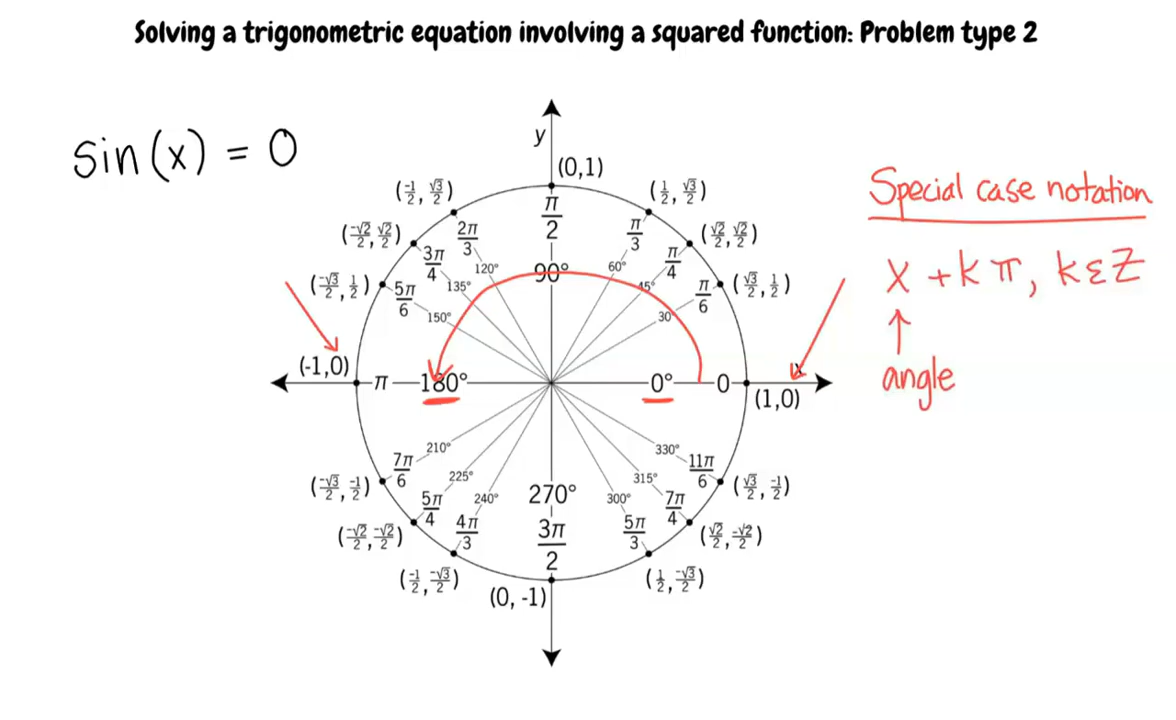 Solving a trigonometric equation involving a squared function: Problem type 2
sin(x) = 0
y
(0,1)
(-1/2, √3/2)
(1/2, √3/2)
Special case notation
π/2
(-√2/2, √2/2)
2π/3
π/3
(√2/2, √2/2)
3π/4
π/4
120°
90°
60°
x + kπ, kεZ
(-√3/2, 1/2)
5π/6
135°
45°
π/6
(√3/2, 1/2)
150°
30
angle
(-1,0)
π
180°
0°
0
x
(1,0)
210°
330°
7π/6
11π/6
225°
315°
(-√3/2, -1/2)
5π/4
240°
270°
300°
7π/4
(√3/2, -1/2)
4π/3
3π/2
5π/3
(-√2/2, -√2/2)
(√2/2, -√2/2)
(-1/2, -√3/2)
(0, -1)
(1/2, -√3/2)